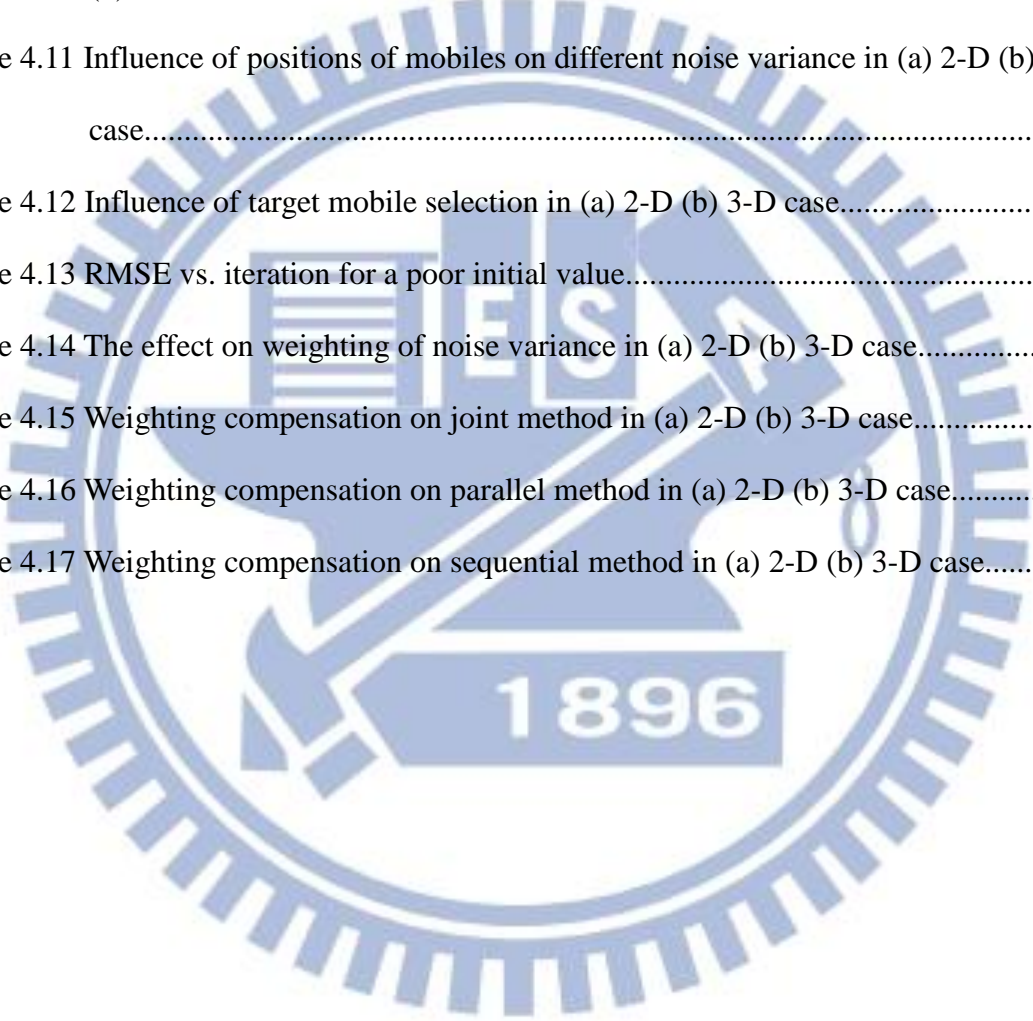 e 4.11 Influence of positions of mobiles on different noise variance in (a) 2-D (b)
case
e 4.12 Influence of target mobile selection in (a) 2-D (b) 3-D case
e 4.13 RMSE vs. iteration for a poor initial value
e 4.14 The effect on weighting of noise variance in (a) 2-D (b) 3-D case
e 4.15 Weighting compensation on joint method in (a) 2-D (b) 3-D case
e 4.16 Weighting compensation on parallel method in (a) 2-D (b) 3-D case
e 4.17 Weighting compensation on sequential method in (a) 2-D (b) 3-D case
E S A
1896